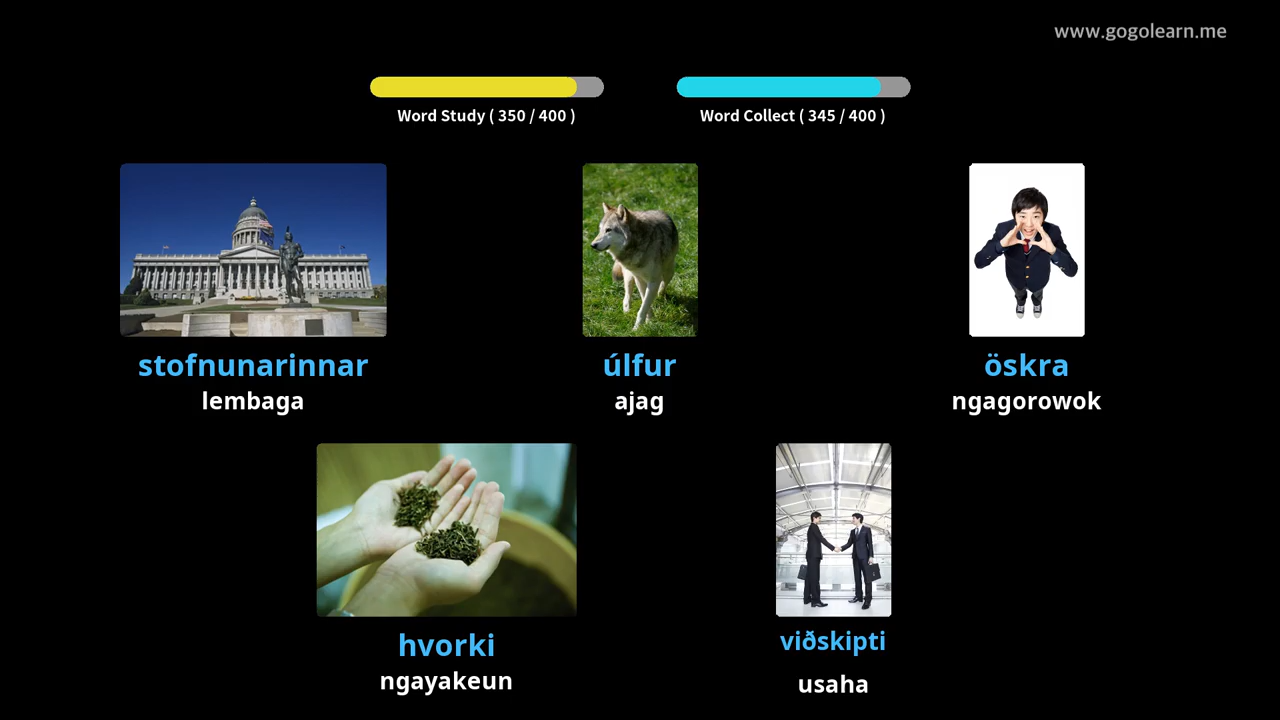 www.gogolearn.me
Word Study ( 350 / 400 )
Word Collect ( 345 / 400 )
stofnunarinnar
lembaga
úlfur
ajag
öskra
ngagorowok
hvorki
ngayakeun
viðskipti
usaha